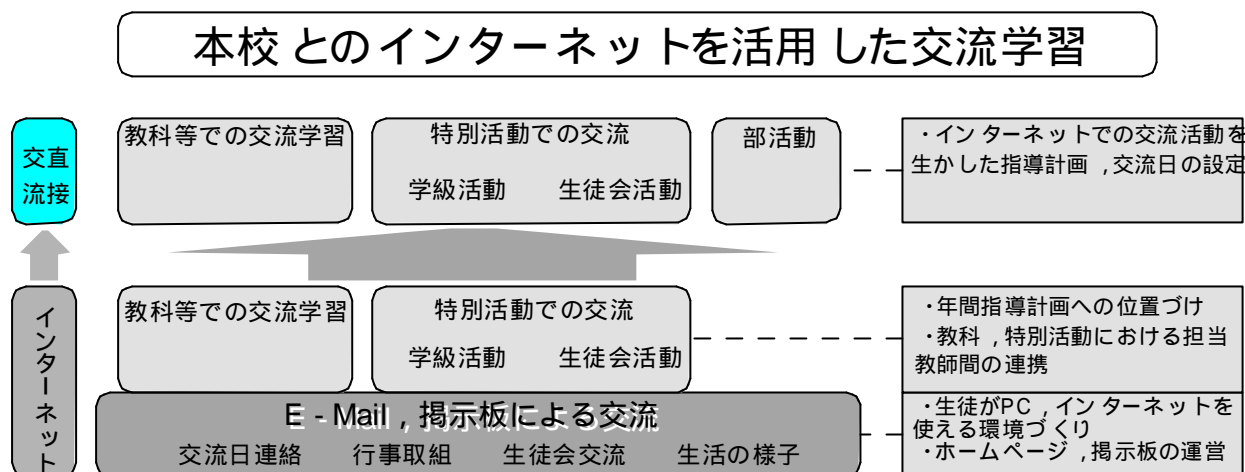 本校とのインターネットを活用した交流学習
交直
流接
教科等での交流学習
特別活動での交流
学級活動 生徒会活動
部活動
・インターネットでの交流活動を
生かした指導計画,交流日の設定
インターネット
教科等での交流学習
特別活動での交流
学級活動 生徒会活動
・年間指導計画への位置づけ
・教科,特別活動における担当
教師間の連携
E-Mail,掲示板による交流
交流日連絡 行事取組 生徒会交流 生活の様子
・生徒がPC,インターネットを
使える環境づくり
・ホームページ,掲示板の運営